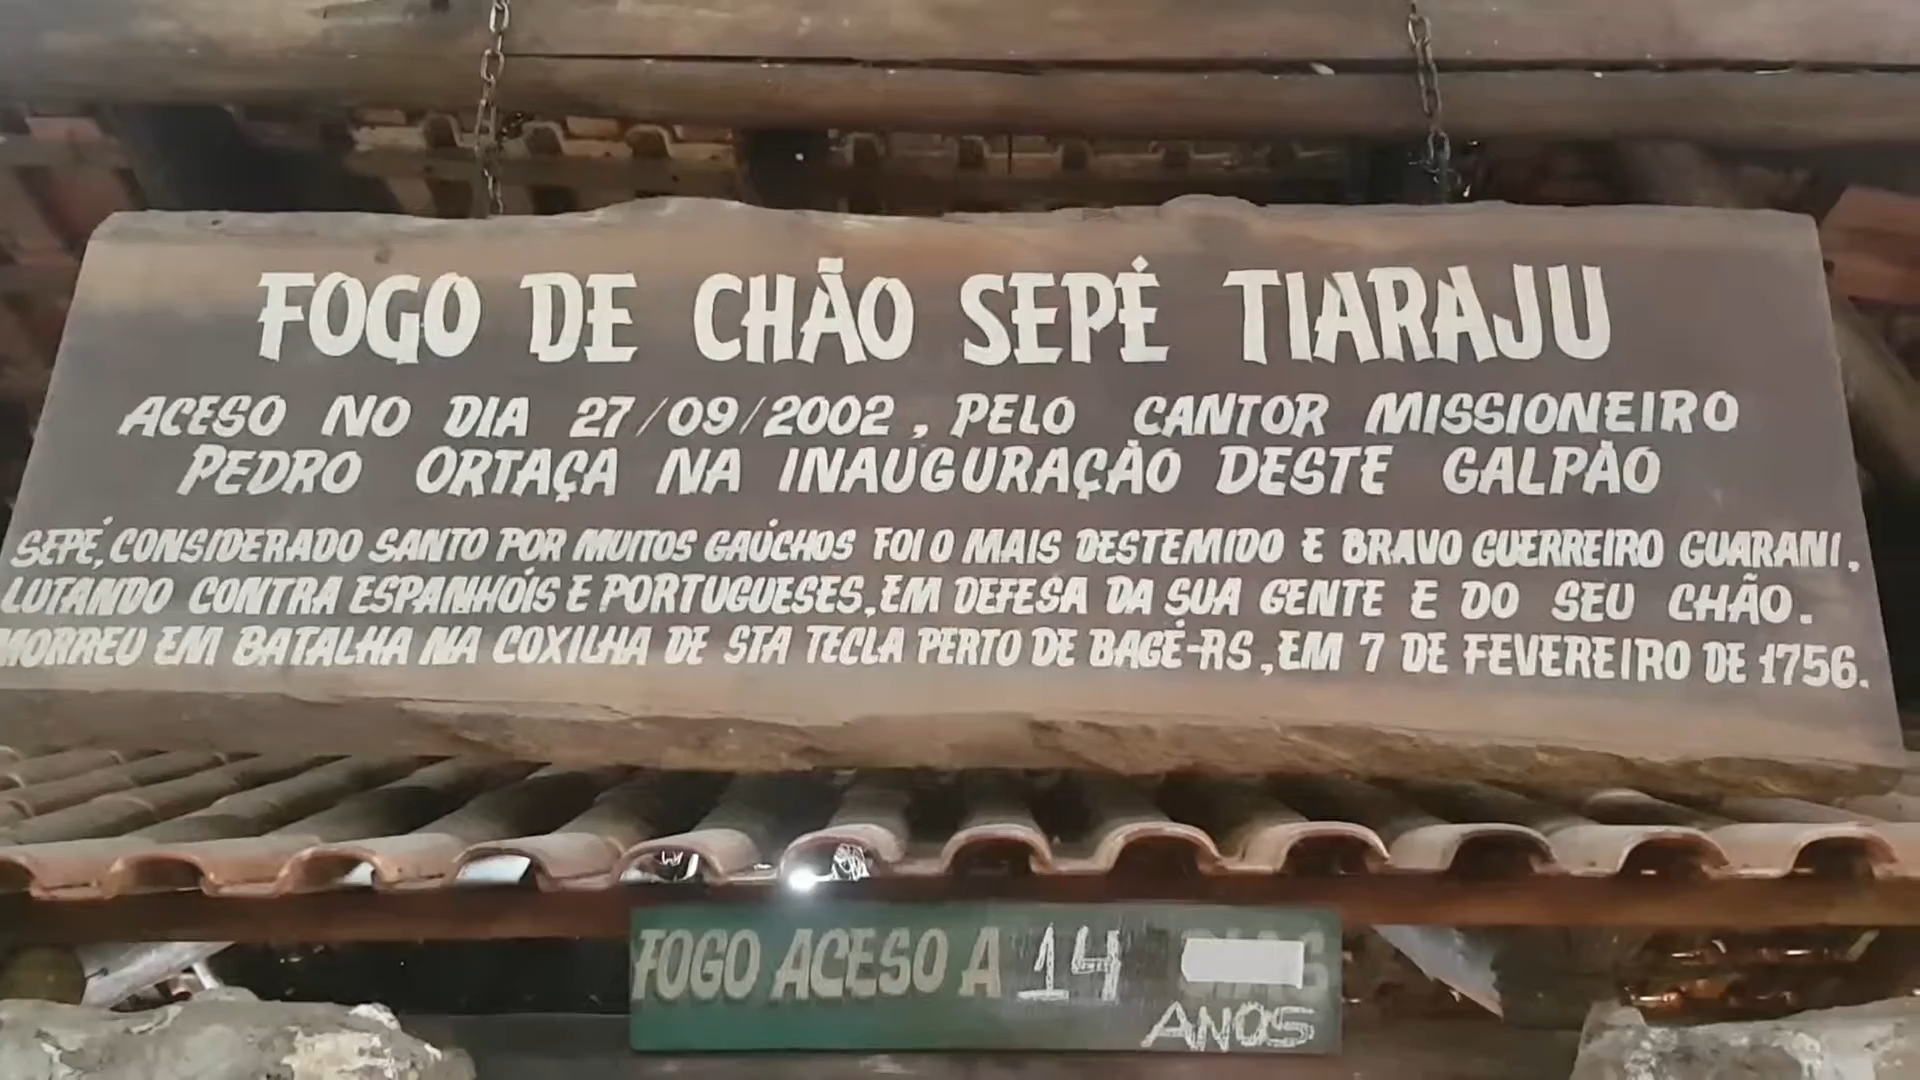 FOGO DE CHÃO SEPÉ TIARAJU
ACESO NO DIA 27/09/2002, PELO CANTOR MISSIONEIRO
PEDRO ORTAÇA NA INAUGURAÇÃO DESTE GALPÃO
SEPÉ, CONSIDERADO SANTO POR MUITOS GAÚCHOS FOI O MAIS DESTEMIDO E BRAVO GUERREIRO GUARANI,
LUTANDO CONTRA ESPANHÓIS E PORTUGUESES, EM DEFESA DA SUA GENTE E DO SEU CHÃO.
MORREU EM BATALHA NA COXILHA DE STA TECLA PERTO DE BAGÉ-RS, EM 7 DE FEVEREIRO DE 1756.
FOGO ACESO A 14
ANOS